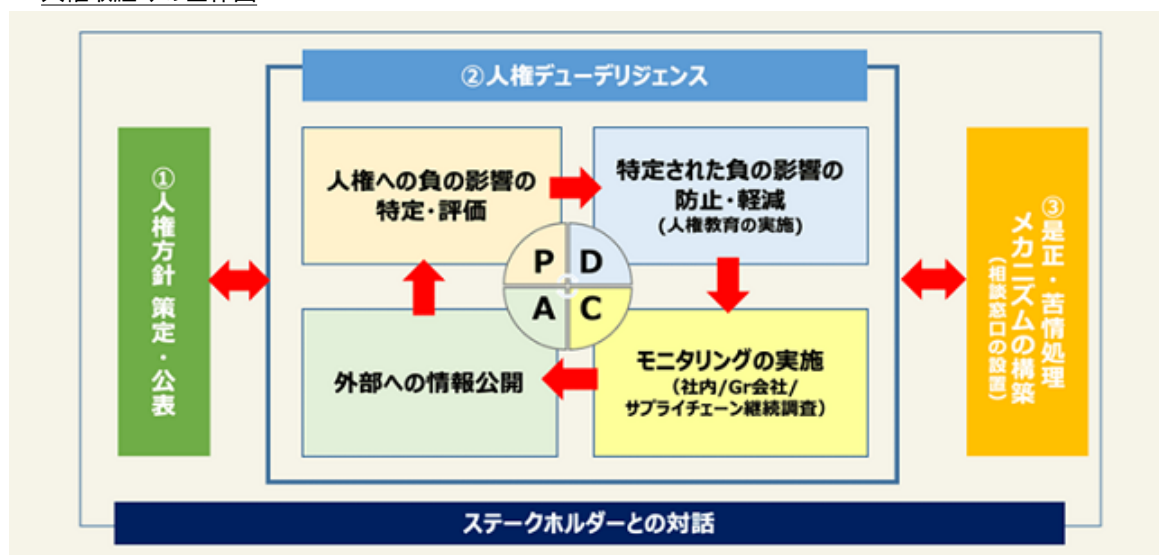 ②人権デューデリジェンス
①人権方針 策定・公表
人権への負の影響の
特定・評価
特定された負の影響の
防止・軽減
(人権教育の実施)
P D
A C
外部への情報公開
モニタリングの実施
（社内/Gr会社/
サプライチェーン継続調査）
③是正・苦情処理
メカニズムの構築
（相談窓口の設置）
ステークホルダーとの対話